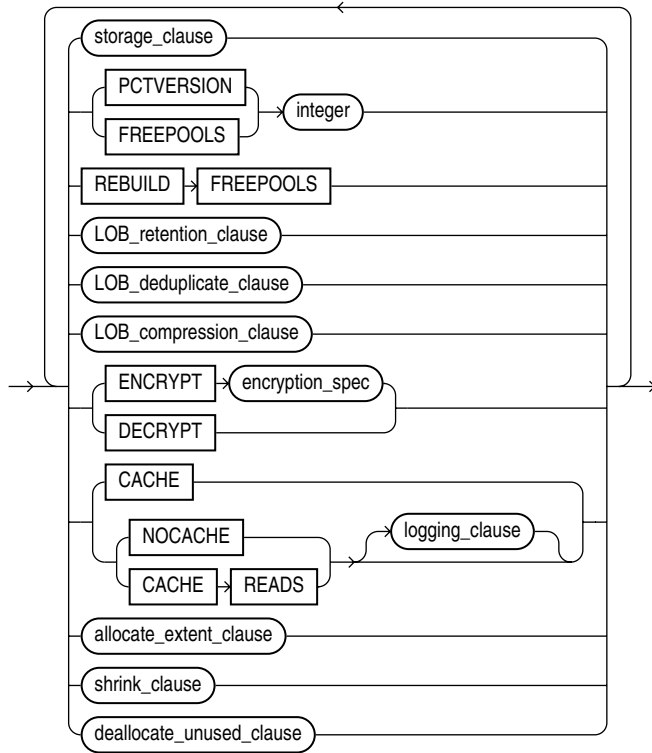 storage_clause
PCTVERSION
FREEPOOLS
integer
REBUILD FREEPOOLS
LOB_retention_clause
LOB_deduplicate_clause
LOB_compression_clause
ENCRYPT encryption_spec
DECRYPT
CACHE
NOCACHE
logging_clause
CACHE READS
allocate_extent_clause
shrink_clause
deallocate_unused_clause